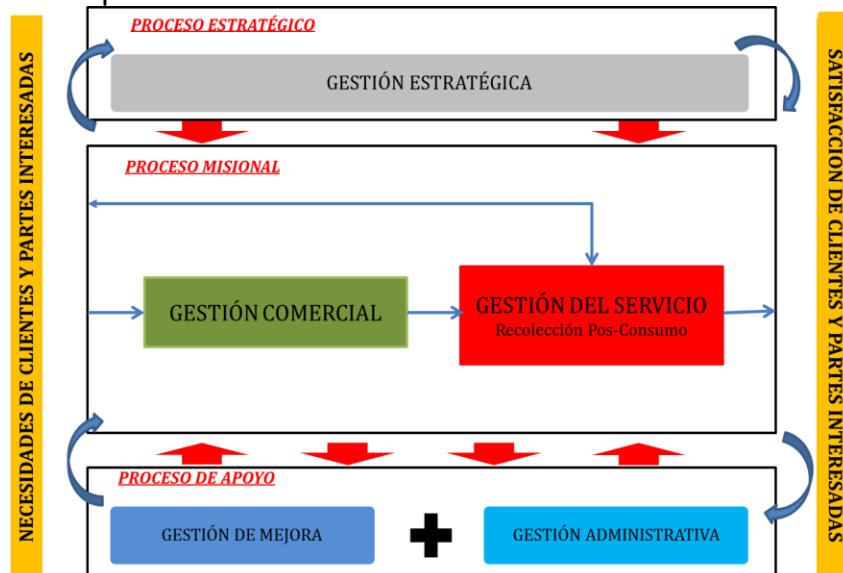 PROCESO ESTRATÉGICO
GESTIÓN ESTRATÉGICA
NECESIDADES DE CLIENTES Y PARTES INTERESADAS
SATISFACCION DE CLIENTES Y PARTES INTERESADAS
PROCESO MISIONAL
GESTIÓN COMERCIAL
GESTIÓN DEL SERVICIO
Recolección Pos-Consumo
PROCESO DE APOYO
GESTIÓN DE MEJORA
GESTIÓN ADMINISTRATIVA